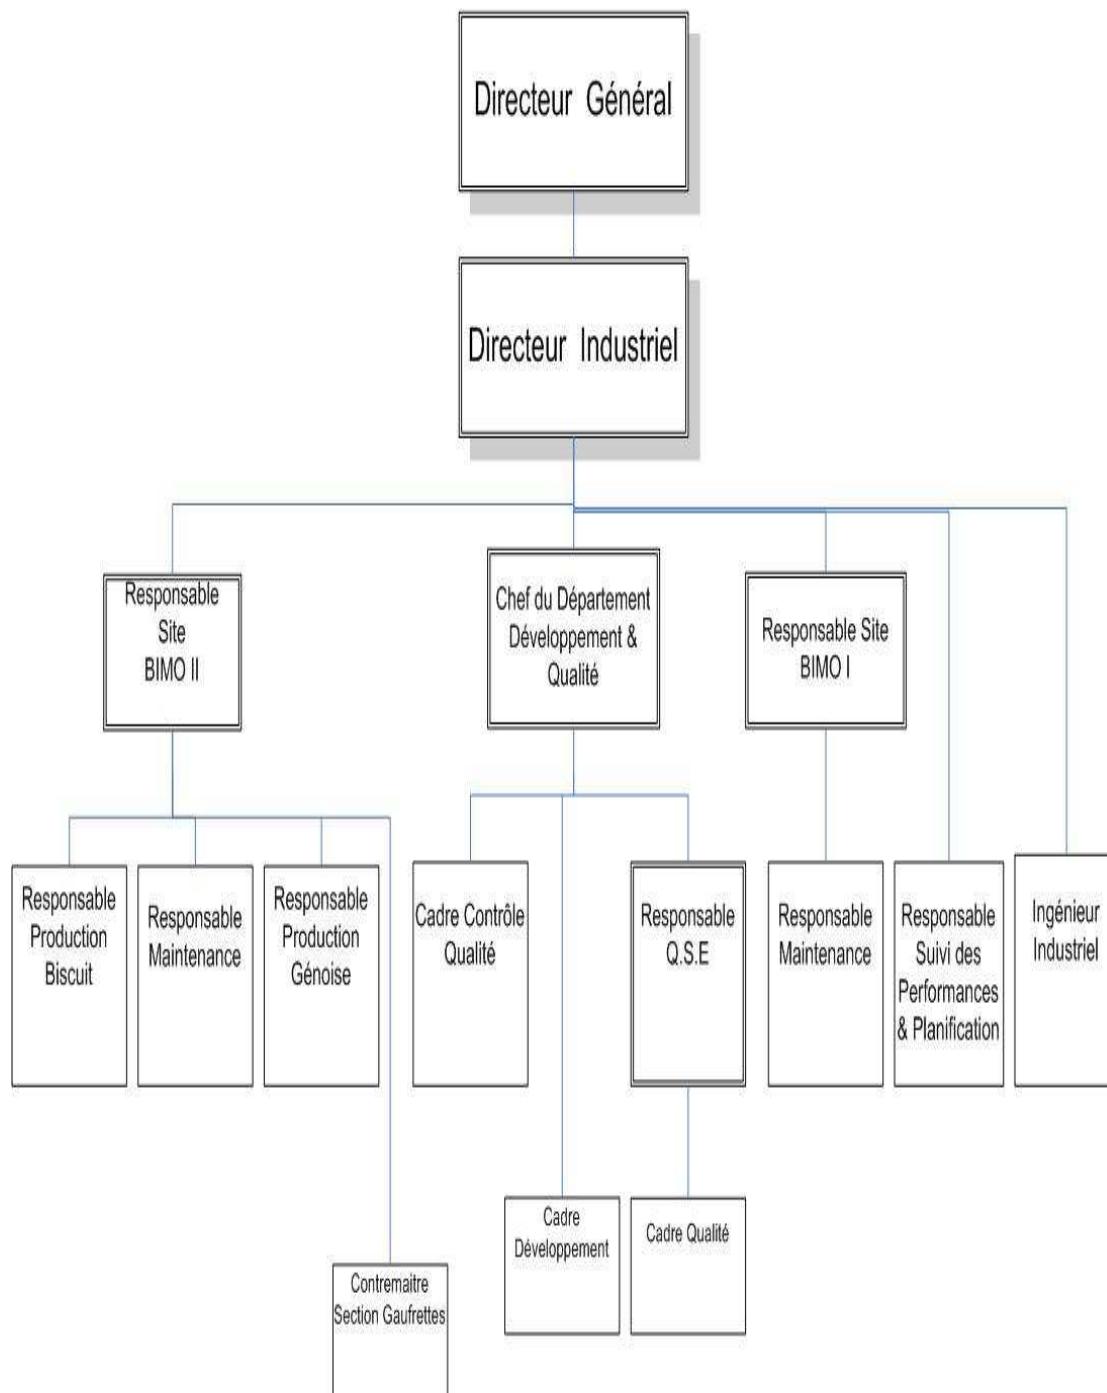 Directeur Général
Directeur Industriel
Responsable
Site
BIMO II
Chef du Département
Développement &
Qualité
Responsable Site
BIMO I
Responsable
Production
Biscuit
Responsable
Maintenance
Responsable
Production
Génoise
Cadre Contrôle
Qualité
Responsable
Q.S.E
Responsable
Maintenance
Responsable
Suivi des
Performances
& Planification
Ingénieur
Industriel
Cadre
Développement
Cadre Qualité
Contremaitre
Section Gaufrettes